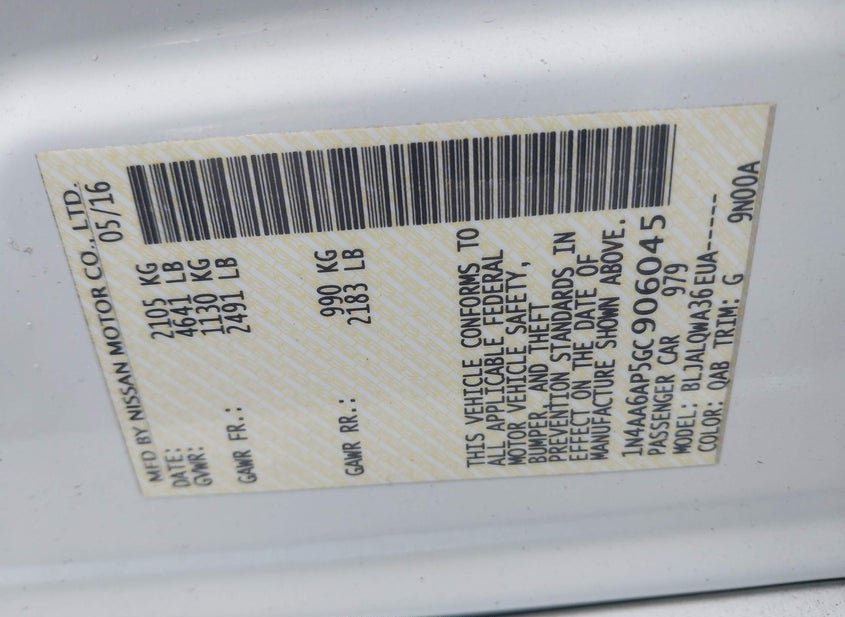 MFD BY NISSAN MOTOR CO., LTD.
DATE: 05/16
GVWR: 2105 KG
4641 LB
GAWR FR.: 1130 KG
2491 LB
GAWR RR.: 990 KG
2183 LB
THIS VEHICLE CONFORMS TO
ALL APPLICABLE FEDERAL
MOTOR VEHICLE SAFETY,
BUMPER, AND THEFT
PREVENTION STANDARDS IN
EFFECT ON THE DATE OF
MANUFACTURE SHOWN ABOVE.
1N4AA6AP5GC906045
PASSENGER CAR 979
MODEL: BLJALQWA36EUA-----
COLOR: QAB TRIM: G 9N00A